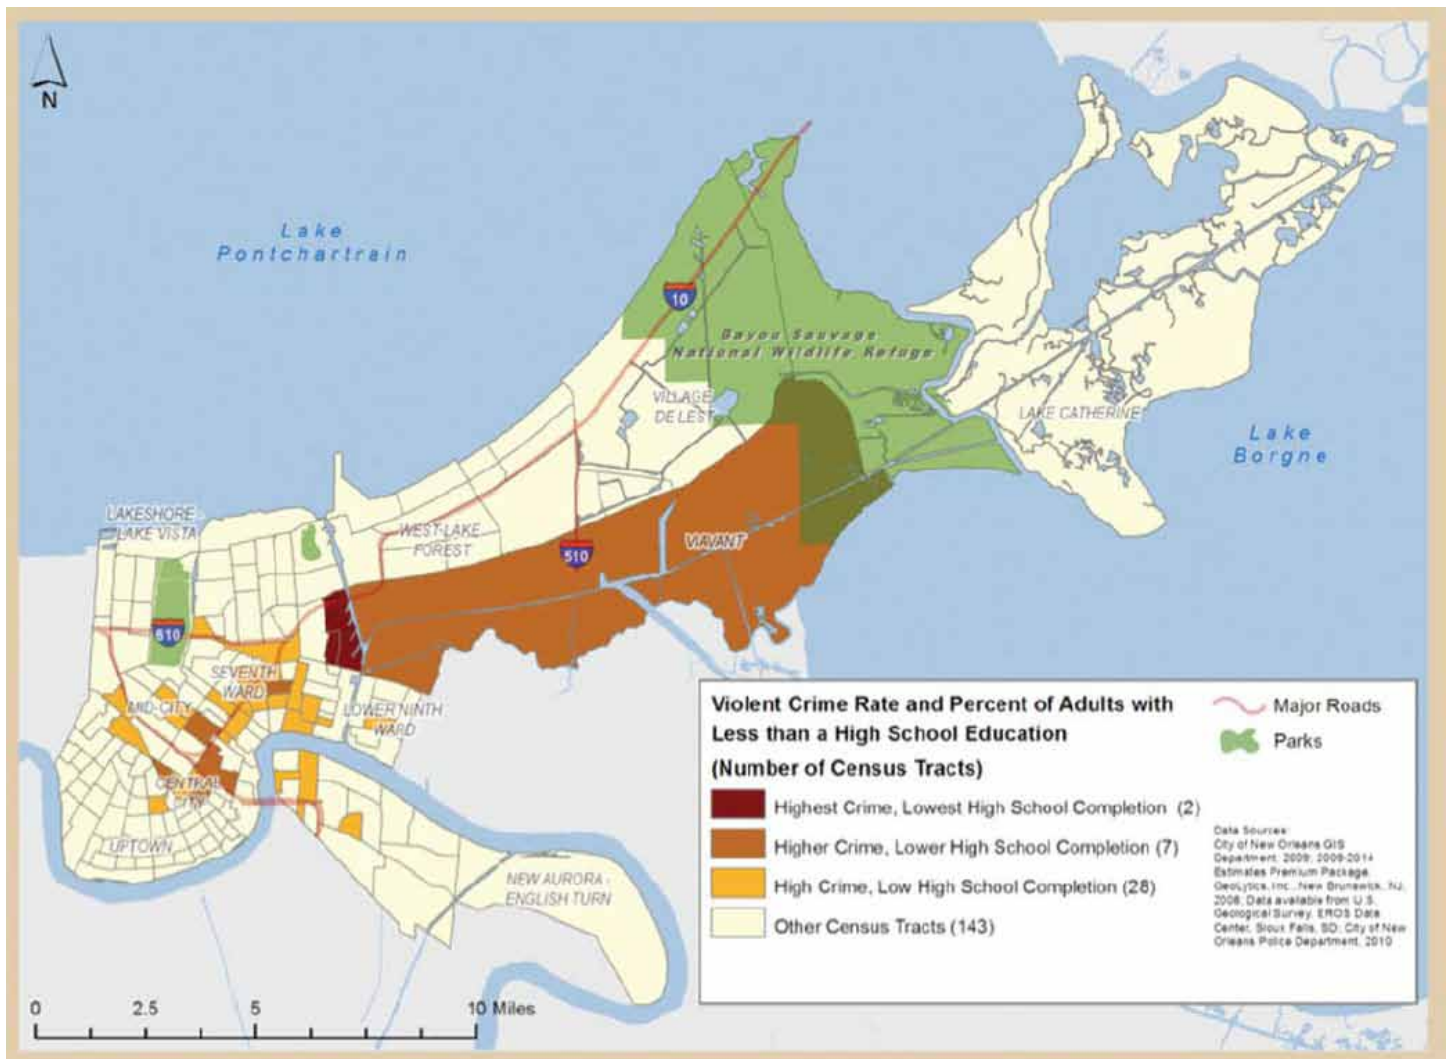 N
Lake
Pontchartrain
10
Bayou Sauvage
National Wildlife Refuge
VILLAGE
DE LEST
LAKE CATHERINE
Lake
Borgne
LAKESHORE -
LAKE VISTA
WEST-LAKE
FOREST
510
VIAVANT
610
SEVENTH
WARD
MID-CITY
LOWER NINTH
WARD
CENTRAL
CITY
UPTOWN
NEW AURORA -
ENGLISH TURN
0 2.5 5 10 Miles
Violent Crime Rate and Percent of Adults with
Less than a High School Education
(Number of Census Tracts)
Highest Crime, Lowest High School Completion (2)
Higher Crime, Lower High School Completion (7)
High Crime, Low High School Completion (28)
Other Census Tracts (143)
Major Roads
Parks
Data Sources:
City of New Orleans GIS
Department, 2009; 2009-2014
Estimates Premium Package,
GeoLytics, Inc., New Brunswick, NJ,
2008; Data available from U.S.
Geological Survey, EROS Data
Center, Sioux Falls, SD; City of New
Orleans Police Department, 2010